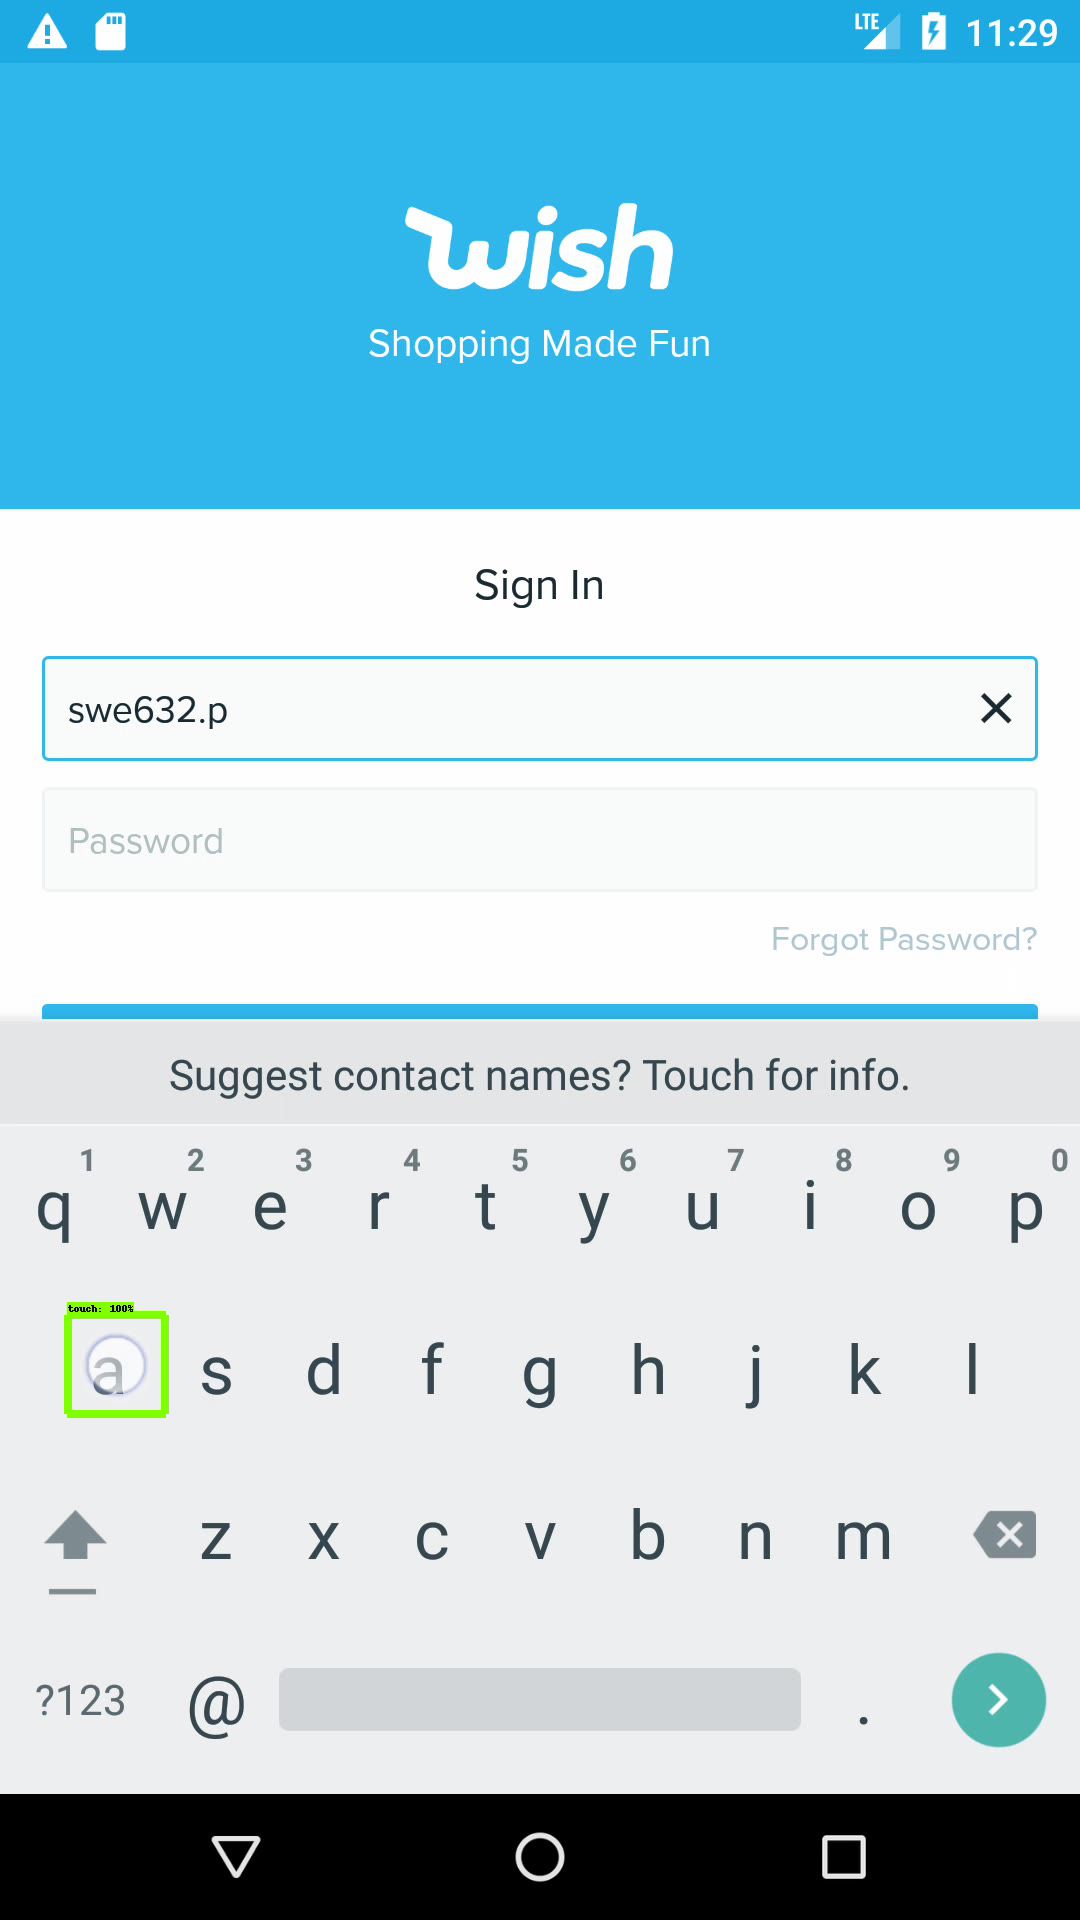 LTE 11:29
wish
Shopping Made Fun
Sign In
swe632.p
Password
Forgot Password?
Suggest contact names? Touch for info.
1 2 3 4 5 6 7 8 9 0
q w e r t y u i o p
touch: 100%
a s d f g h j k l
z x c v b n m
?123 @ .